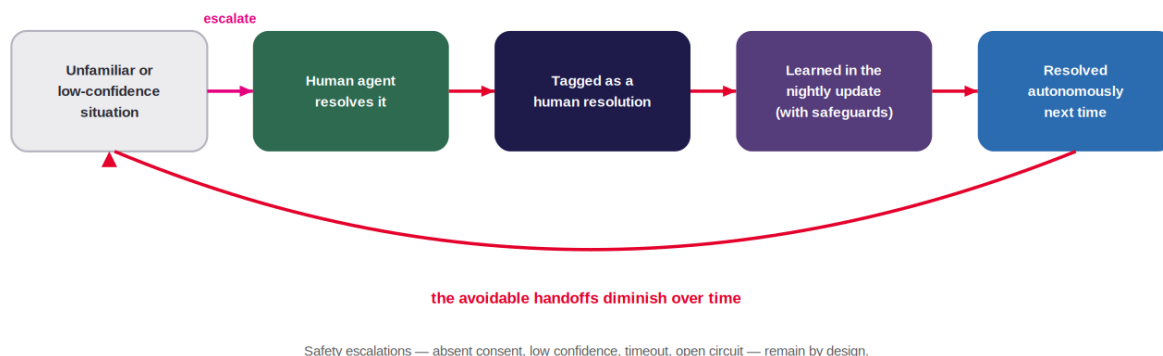 escalate
Unfamiliar or
low-confidence
situation
Human agent
resolves it
Tagged as a
human resolution
Learned in the
nightly update
(with safeguards)
Resolved
autonomously
next time
the avoidable handoffs diminish over time
Safety escalations — absent consent, low confidence, timeout, open circuit — remain by design.